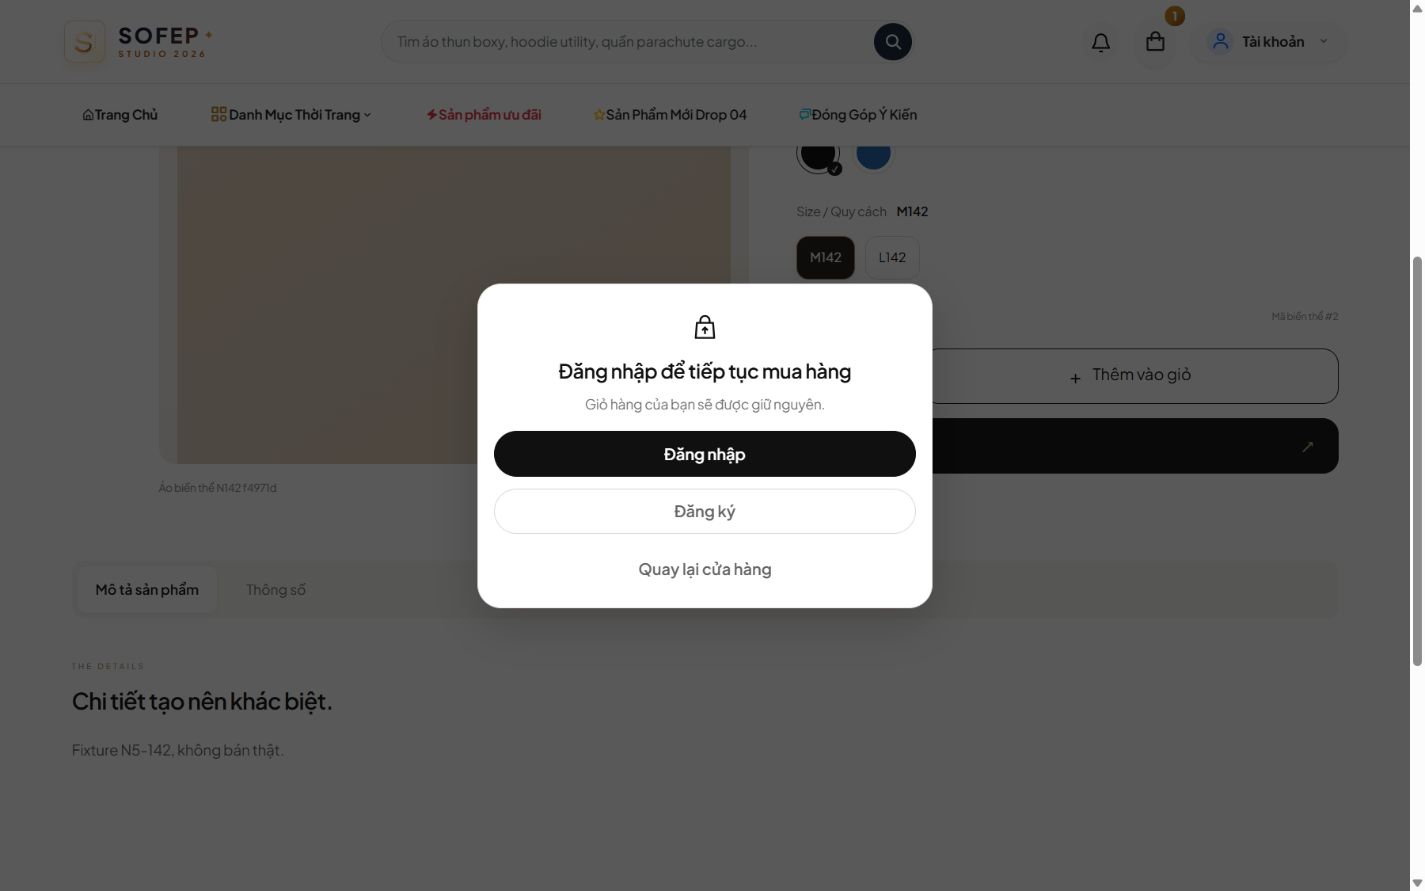 S
SOFEP
STUDIO 2026
Tìm áo thun boxy, hoodie utility, quần parachute cargo...
1
Tài khoản
Trang Chủ
Danh Mục Thời Trang
Sản phẩm ưu đãi
Sản Phẩm Mới Drop 04
Đóng Góp Ý Kiến
Size / Quy cách M142
M142
L142
Mã biến thể #2
Thêm vào giỏ
Đăng nhập để tiếp tục mua hàng
Giỏ hàng của bạn sẽ được giữ nguyên.
Đăng nhập
Đăng ký
Quay lại cửa hàng
Áo biến thể N142f4971d
Mô tả sản phẩm
Thông số
THE DETAILS
Chi tiết tạo nên khác biệt.
Fixture N5-142, không bán thật.